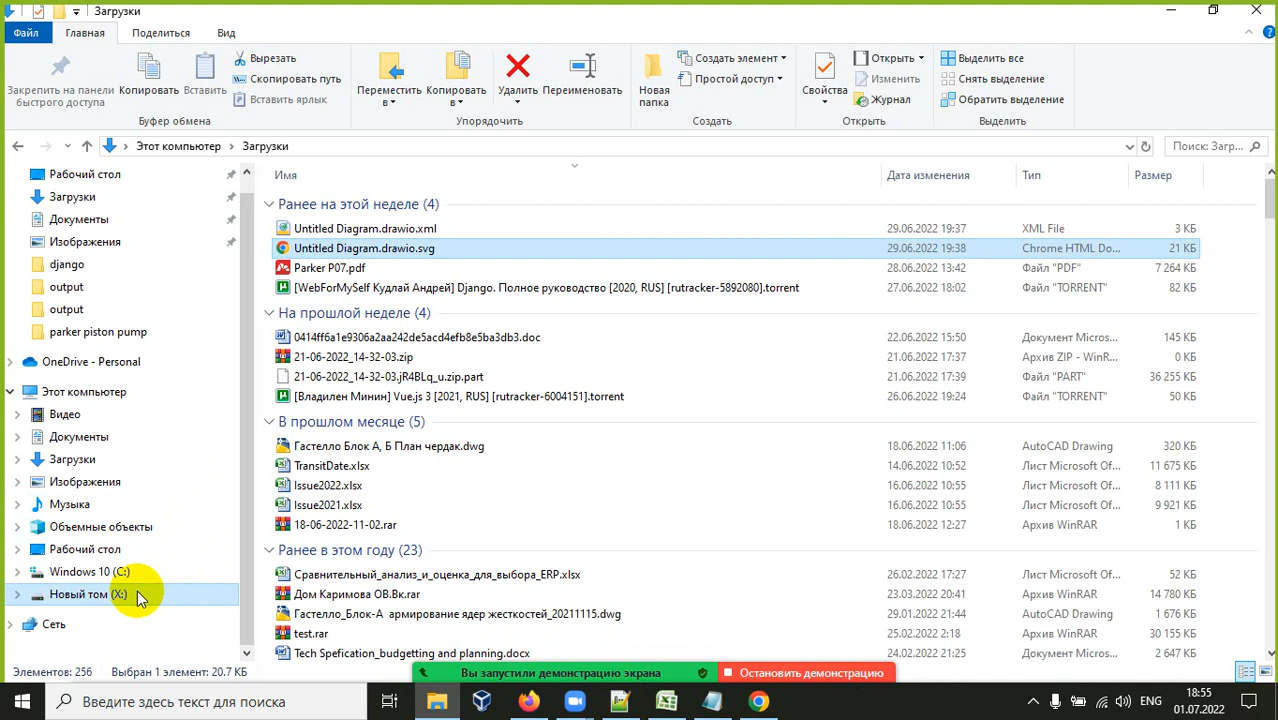 Загрузки
Файл Главная Поделиться Вид
Закрепить на панели быстрого доступа
Копировать
Вставить
Вырезать
Скопировать путь
Вставить ярлык
Буфер обмена
Переместить в
Копировать в
Удалить
Переименовать
Упорядочить
Новая папка
Создать элемент
Простой доступ
Создать
Свойства
Открыть
Изменить
Журнал
Открыть
Выделить все
Снять выделение
Обратить выделение
Выделить
Этот компьютер > Загрузки
Поиск: Загр...
Рабочий стол
Загрузки
Документы
Изображения
django
output
output
parker piston pump
OneDrive - Personal
Этот компьютер
Видео
Документы
Загрузки
Изображения
Музыка
Объемные объекты
Рабочий стол
Windows 10 (C:)
Новый том (X:)
Сеть
Имя Дата изменения Тип Размер
Ранее на этой неделе (4)
Untitled Diagram.drawio.xml 29.06.2022 19:37 XML File 3 КБ
Untitled Diagram.drawio.svg 29.06.2022 19:38 Chrome HTML Do... 21 КБ
Parker P07.pdf 28.06.2022 13:42 Файл "PDF" 7 264 КБ
[WebForMySelf Кудлай Андрей] Django. Полное руководство [2020, RUS] [rutracker-5892080].torrent 27.06.2022 18:02 Файл "TORRENT" 82 КБ
На прошлой неделе (4)
0414ff6a1e9306a2aa242de5acd4efb8e5ba3db3.doc 22.06.2022 15:50 Документ Micros... 145 КБ
21-06-2022_14-32-03.zip 21.06.2022 17:37 Архив ZIP - WinR... 0 КБ
21-06-2022_14-32-03.jR4BLq_u.zip.part 21.06.2022 17:39 Файл "PART" 36 255 КБ
[Владилен Минин] Vue.js 3 [2021, RUS] [rutracker-6004151].torrent 26.06.2022 19:24 Файл "TORRENT" 50 КБ
В прошлом месяце (5)
Гастелло Блок А, Б План чердак.dwg 18.06.2022 11:06 AutoCAD Drawing 320 КБ
TransitDate.xlsx 14.06.2022 10:52 Лист Microsoft Of... 11 675 КБ
Issue2022.xlsx 16.06.2022 10:55 Лист Microsoft Of... 8 111 КБ
Issue2021.xlsx 16.06.2022 10:55 Лист Microsoft Of... 9 921 КБ
18-06-2022-11-02.rar 18.06.2022 12:27 Архив WinRAR 1 КБ
Ранее в этом году (23)
Сравнительный_анализ_и_оценка_для_выбора_ERP.xlsx 26.02.2022 17:27 Лист Microsoft Of... 52 КБ
Дом Каримова ОВ.Вк.rar 23.03.2022 20:41 Архив WinRAR 14 780 КБ
Гастелло_Блок-А армирование ядер жесткостей_20211115.dwg 29.01.2022 21:44 AutoCAD Drawing 1 676 КБ
test.rar 25.02.2022 2:18 Архив WinRAR 30 155 КБ
Tech Spefication_budgetting and planning.docx 24.02.2022 21:25 Документ Micros... 2 647 КБ
Элементов: 256 Выбран 1 элемент: 20.7 КБ
Вы запустили демонстрацию экрана Остановить демонстрацию
Введите здесь текст для поиска
ENG
18:55
01.07.2022